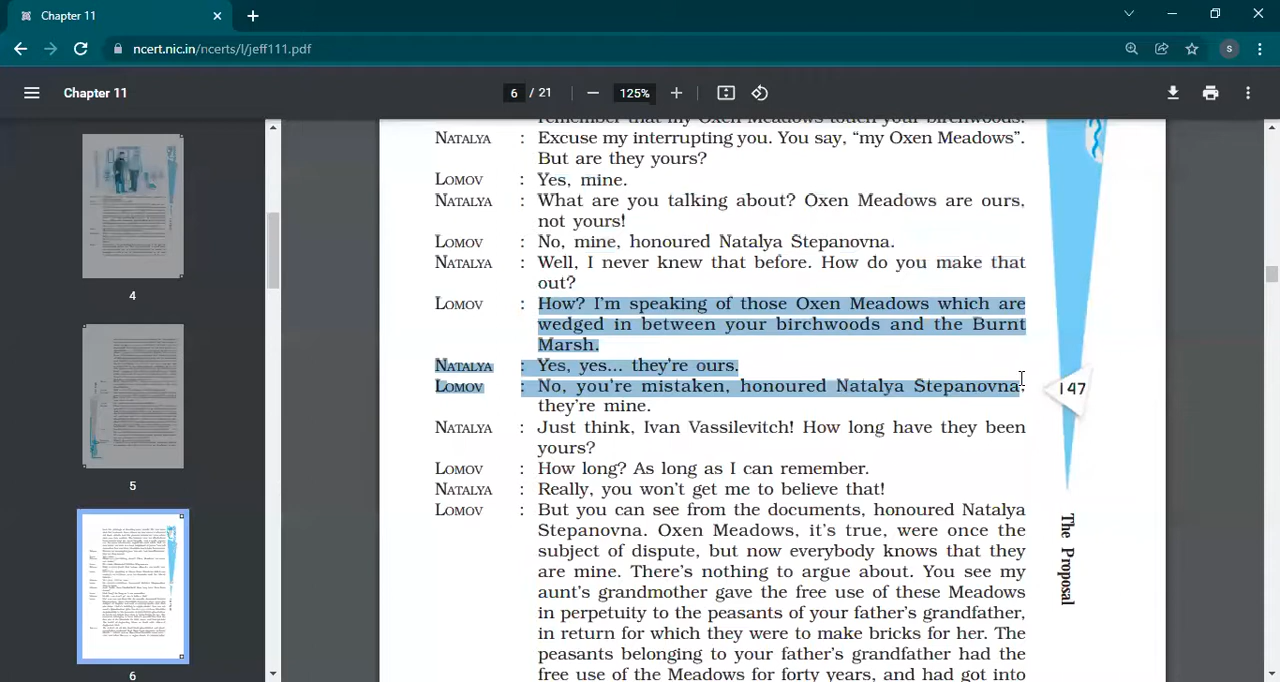 Chapter 11
ncert.nic.in/ncerts/l/jeff111.pdf
S
Chapter 11
6 / 21
125%
4
5
6
remember that my Oxen Meadows touch your birchwoods.
NATALYA : Excuse my interrupting you. You say, “my Oxen Meadows”.
But are they yours?
LOMOV : Yes, mine.
NATALYA : What are you talking about? Oxen Meadows are ours,
not yours!
LOMOV : No, mine, honoured Natalya Stepanovna.
NATALYA : Well, I never knew that before. How do you make that
out?
LOMOV : How? I'm speaking of those Oxen Meadows which are
wedged in between your birchwoods and the Burnt
Marsh.
NATALYA : Yes, yes... they're ours.
LOMOV : No, you're mistaken, honoured Natalya Stepanovna,
they're mine.
NATALYA : Just think, Ivan Vassilevitch! How long have they been
yours?
LOMOV : How long? As long as I can remember.
NATALYA : Really, you won't get me to believe that!
LOMOV : But you can see from the documents, honoured Natalya
Stepanovna. Oxen Meadows, it's true, were once the
subject of dispute, but now everybody knows that they
are mine. There's nothing to argue about. You see my
aunt's grandmother gave the free use of these Meadows
in perpetuity to the peasants of your father's grandfather,
in return for which they were to make bricks for her. The
peasants belonging to your father's grandfather had the
free use of the Meadows for forty years, and had got into
147
The Proposal